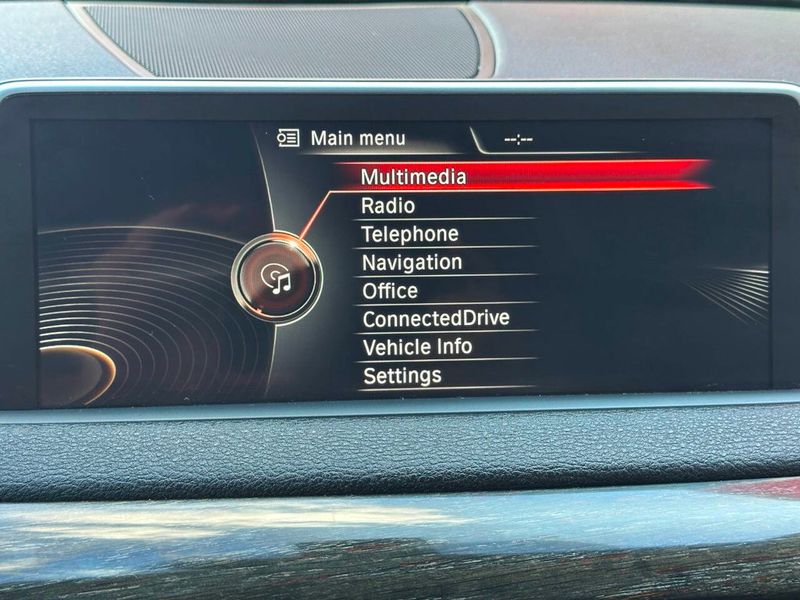 Main menu --:--
Multimedia
Radio
Telephone
Navigation
Office
ConnectedDrive
Vehicle Info
Settings